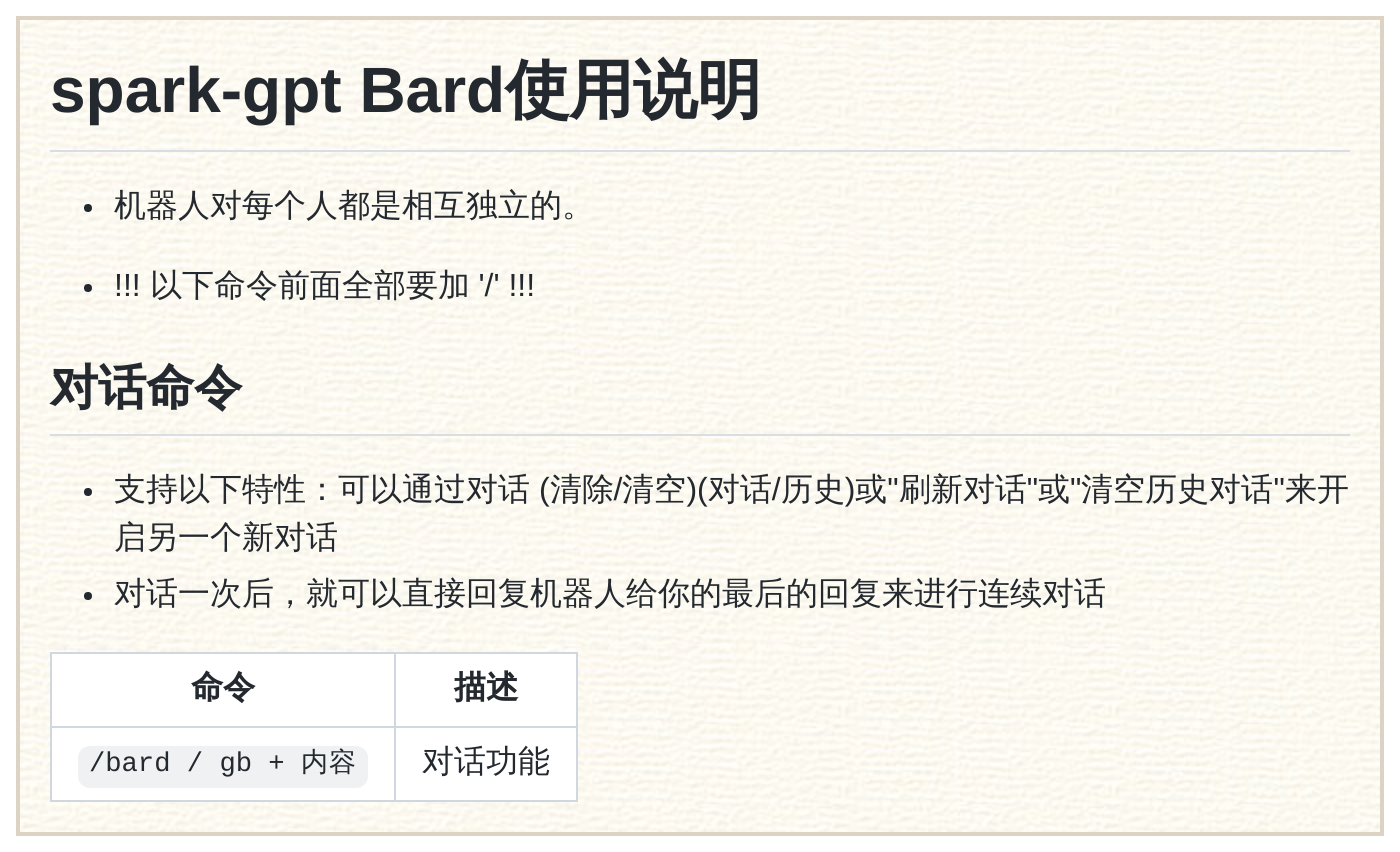 spark-gpt Bard使用说明
机器人对每个人都是相互独立的。
!!! 以下命令前面全部要加 '/' !!!
对话命令
支持以下特性：可以通过对话 (清除/清空)(对话/历史)或"刷新对话"或"清空历史对话"来开
启另一个新对话
对话一次后，就可以直接回复机器人给你的最后的回复来进行连续对话
命令 描述
/bard / gb + 内容 对话功能